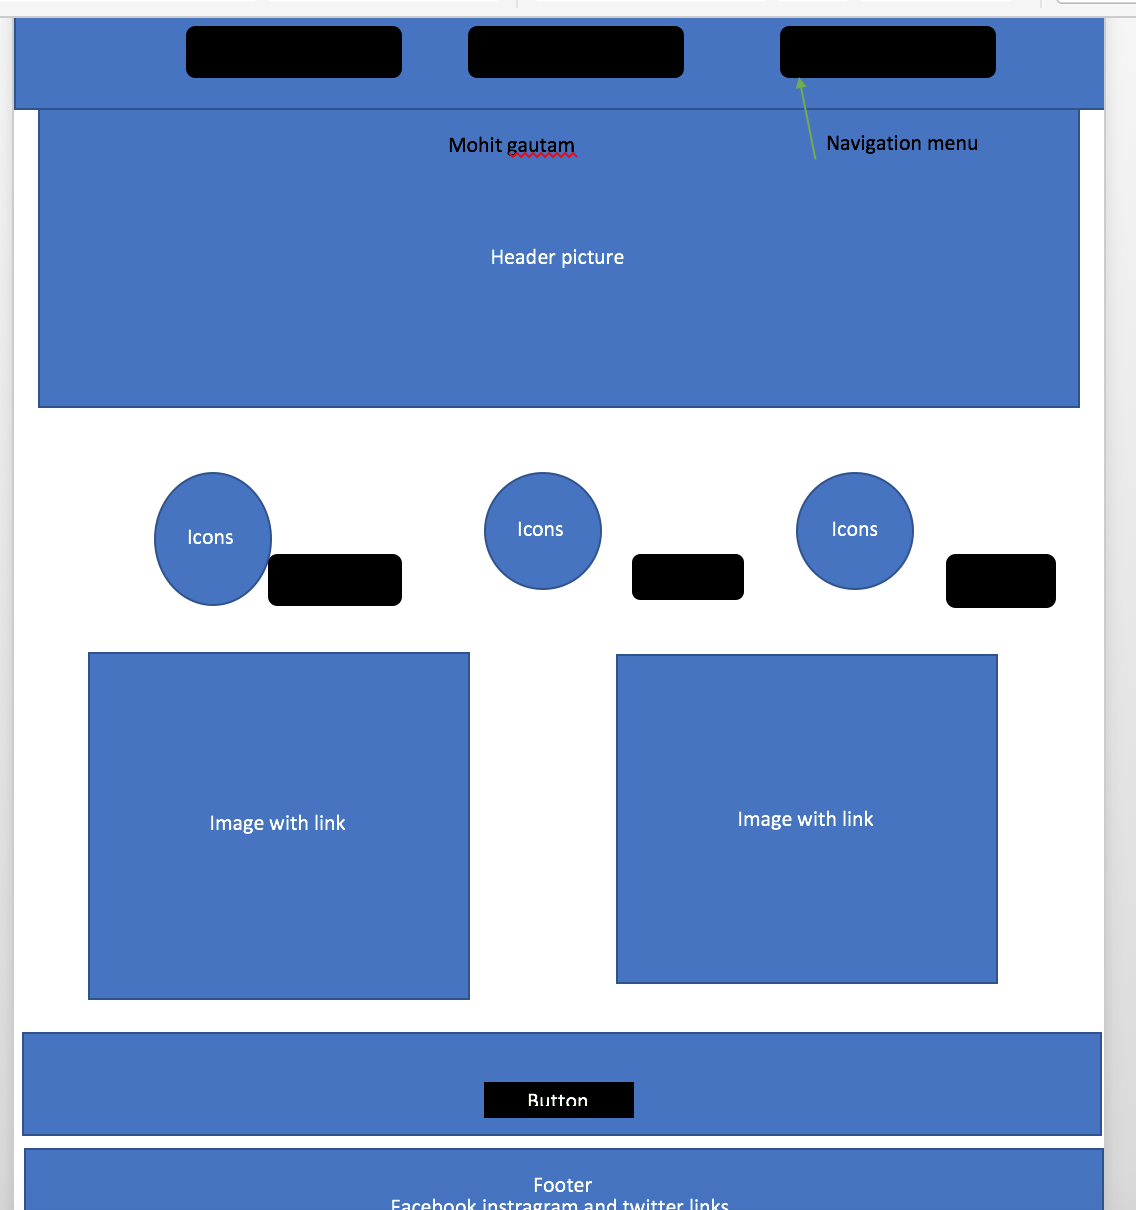 Mohit gautam
Navigation menu
Header picture
Icons
Icons
Icons
Image with link
Image with link
Button
Footer
Facebook instragram and twitter links